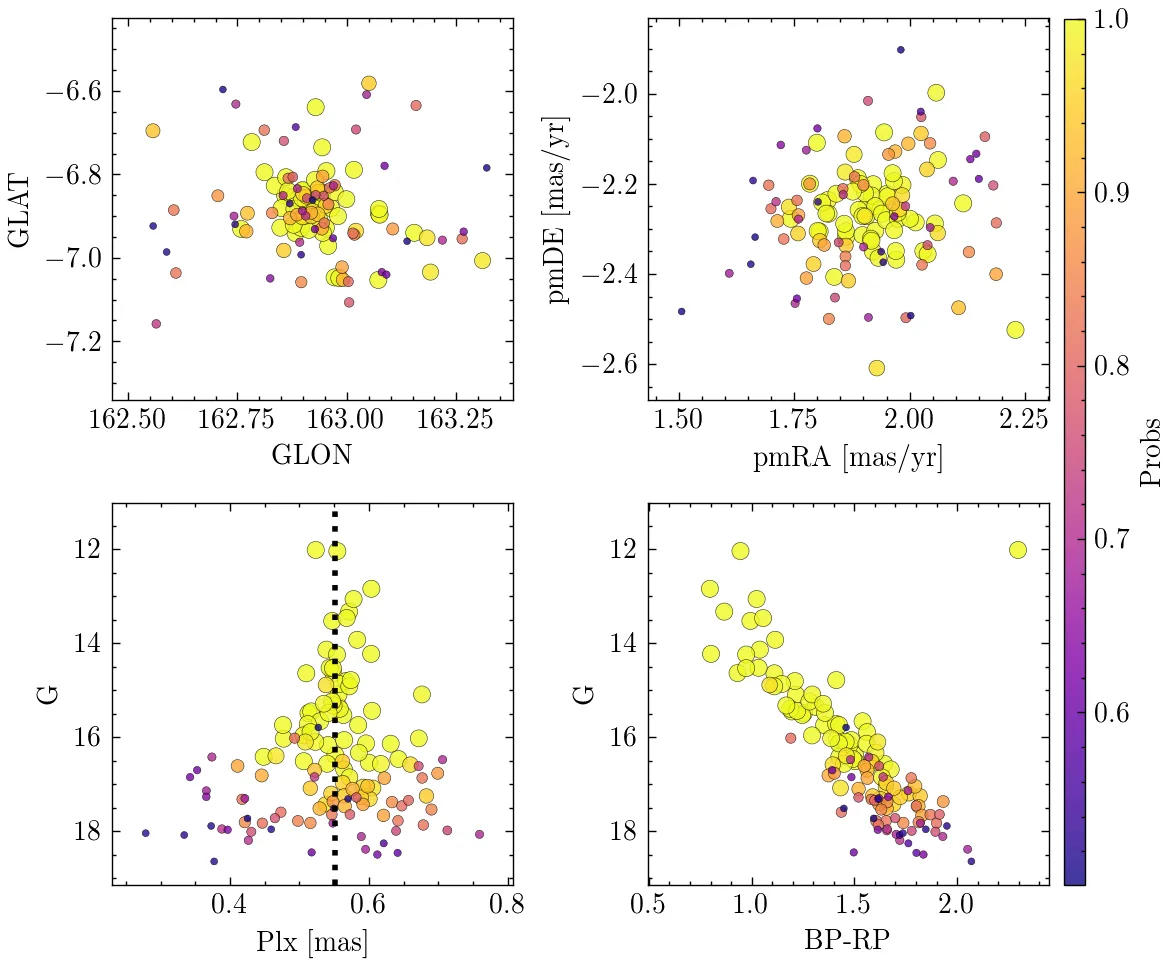 −6.6
−6.8
−7.0
−7.2
GLAT
162.50 162.75 163.00 163.25
GLON
−2.0
−2.2
−2.4
−2.6
pmDE [mas/yr]
1.50 1.75 2.00 2.25
pmRA [mas/yr]
1.0
0.9
0.8
0.7
0.6
Probs
12
14
16
18
G
0.4 0.6 0.8
Plx [mas]
12
14
16
18
G
0.5 1.0 1.5 2.0
BP-RP